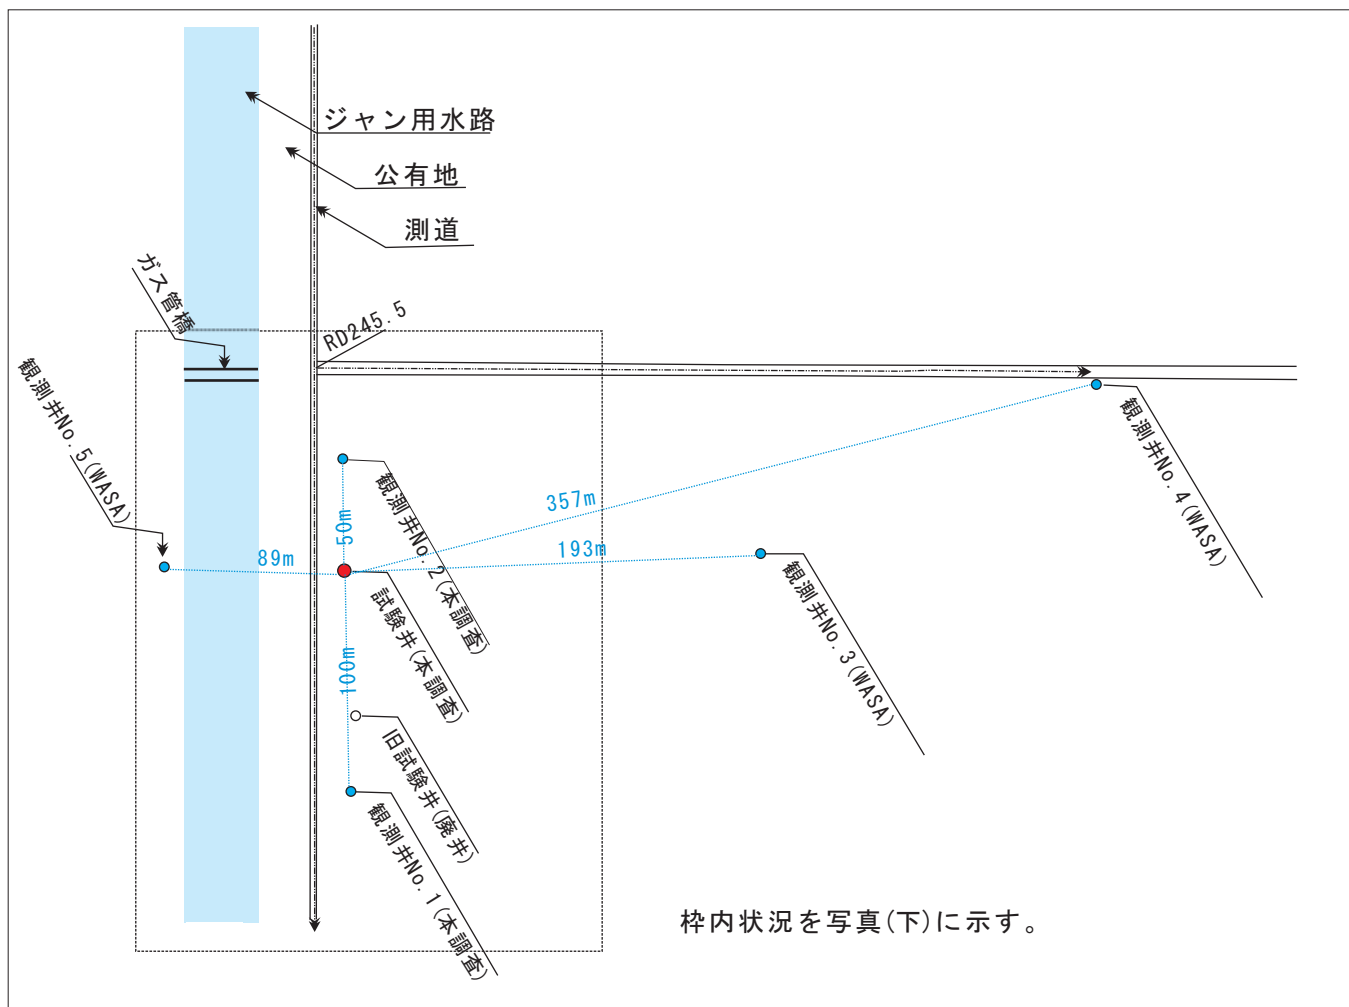 ジャン用水路
公有地
測道
ガス管橋
RD245.5
観測井No.5(WASA)
観測井No.4(WASA)
観測井No.2(本調査)
357m
50m
89m
193m
試験井(本調査)
観測井No.3(WASA)
100m
旧試験井(廃井)
観測井No.1(本調査)
枠内状況を写真(下)に示す。